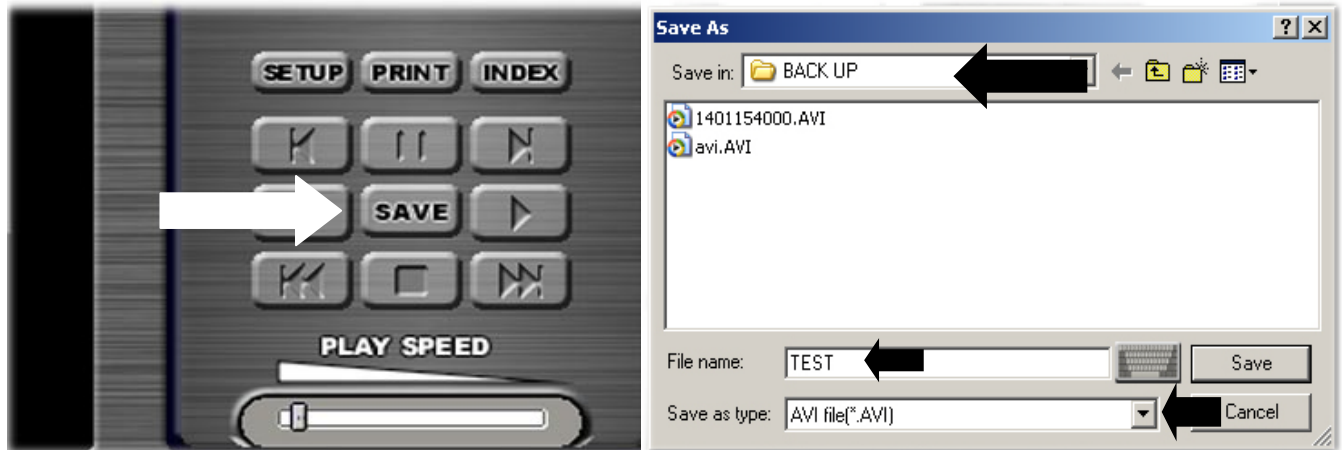 SETUP PRINT INDEX
SAVE
PLAY SPEED
Save As
Save in: BACK UP
1401154000.AVI
avi.AVI
File name: TEST Save
Save as type: AVI file(*.AVI) Cancel